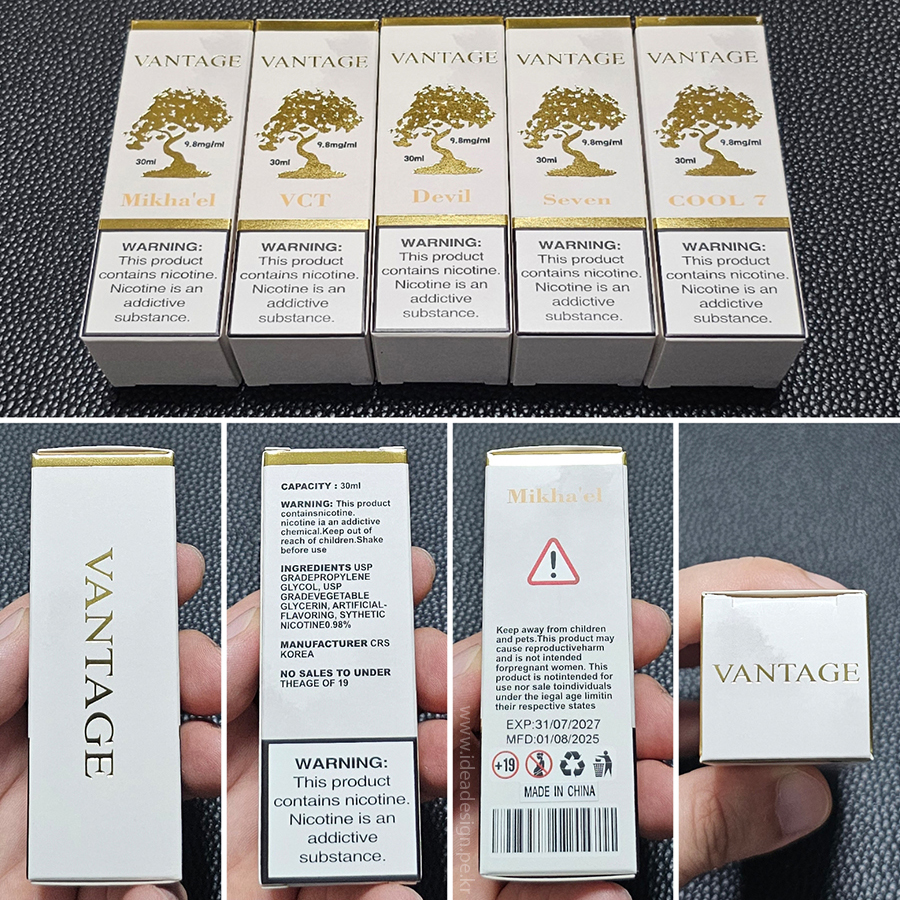 VANTAGE
9.8mg/ml
30ml
Mikha'el
WARNING:
This product
contains nicotine.
Nicotine is an
addictive
substance.
VANTAGE
9.8mg/ml
30ml
VCT
WARNING:
This product
contains nicotine.
Nicotine is an
addictive
substance.
VANTAGE
9.8mg/ml
30ml
Devil
WARNING:
This product
contains nicotine.
Nicotine is an
addictive
substance.
VANTAGE
9.8mg/ml
30ml
Seven
WARNING:
This product
contains nicotine.
Nicotine is an
addictive
substance.
VANTAGE
9.8mg/ml
30ml
COOL 7
WARNING:
This product
contains nicotine.
Nicotine is an
addictive
substance.
VANTAGE
CAPACITY : 30ml
WARNING: This product
containsnicotine.
nicotine ia an addictive
chemical.Keep out of
reach of children.Shake
before use
INGREDIENTS USP
GRADEPROPYLENE
GLYCOL, USP
GRADEVEGETABLE
GLYCERIN, ARTIFICIAL-
FLAVORING, SYTHETIC
NICOTINE0.98%
MANUFACTURER CRS
KOREA
NO SALES TO UNDER
THEAGE OF 19
WARNING:
This product
contains nicotine.
Nicotine is an
addictive
substance.
Mikha'el
Keep away from children
and pets.This product may
cause reproductiveharm
and is not intended
forpregnant women. This
product is notintended for
use nor sale toindividuals
under the iegal age limitin
their respective states
EXP:31/07/2027
MFD:01/08/2025
+19
MADE IN CHINA
www.ideadesign.pe.kr
VANTAGE